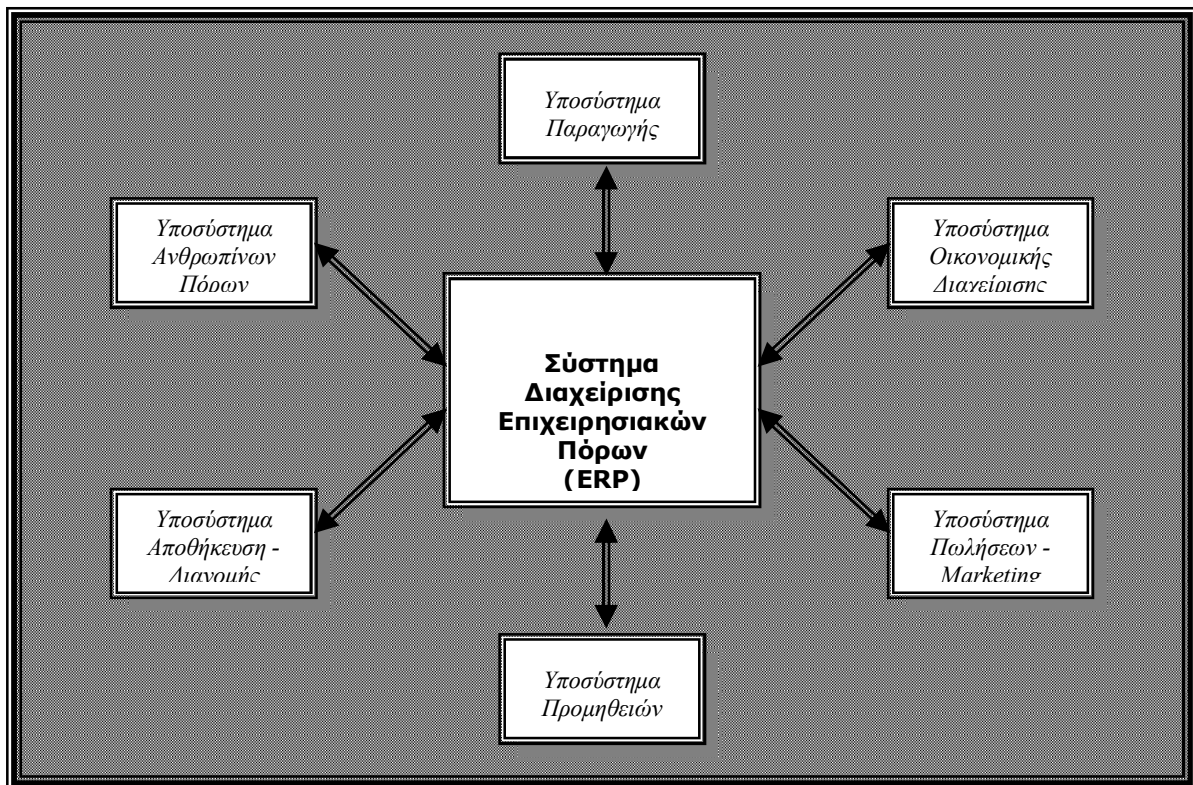 Υποσύστημα
Παραγωγής
Υποσύστημα
Ανθρωπίνων
Πόρων
Υποσύστημα
Οικονομικής
Διαχείρισης
Σύστημα
Διαχείρισης
Επιχειρησιακών
Πόρων
(ERP)
Υποσύστημα
Αποθήκευση -
Διανομής
Υποσύστημα
Πωλήσεων -
Marketing
Υποσύστημα
Προμηθειών